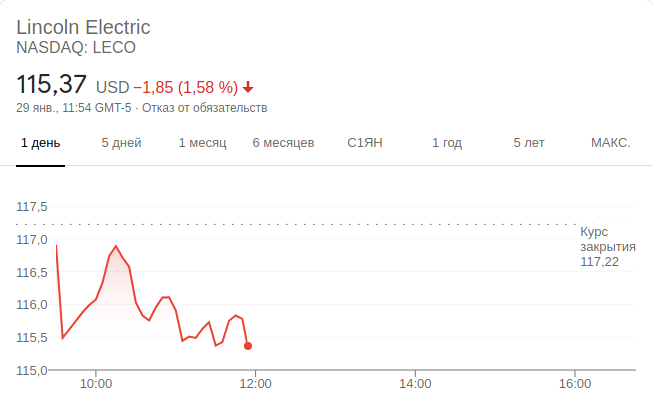 Lincoln Electric
NASDAQ: LECO
115,37 USD −1,85 (1,58 %)
29 янв., 11:54 GMT-5 · Отказ от обязательств
1 день 5 дней 1 месяц 6 месяцев С1ЯН 1 год 5 лет МАКС.
117,5
117,0
116,5
116,0
115,5
115,0
Курс
закрытия
117,22
10:00 12:00 14:00 16:00